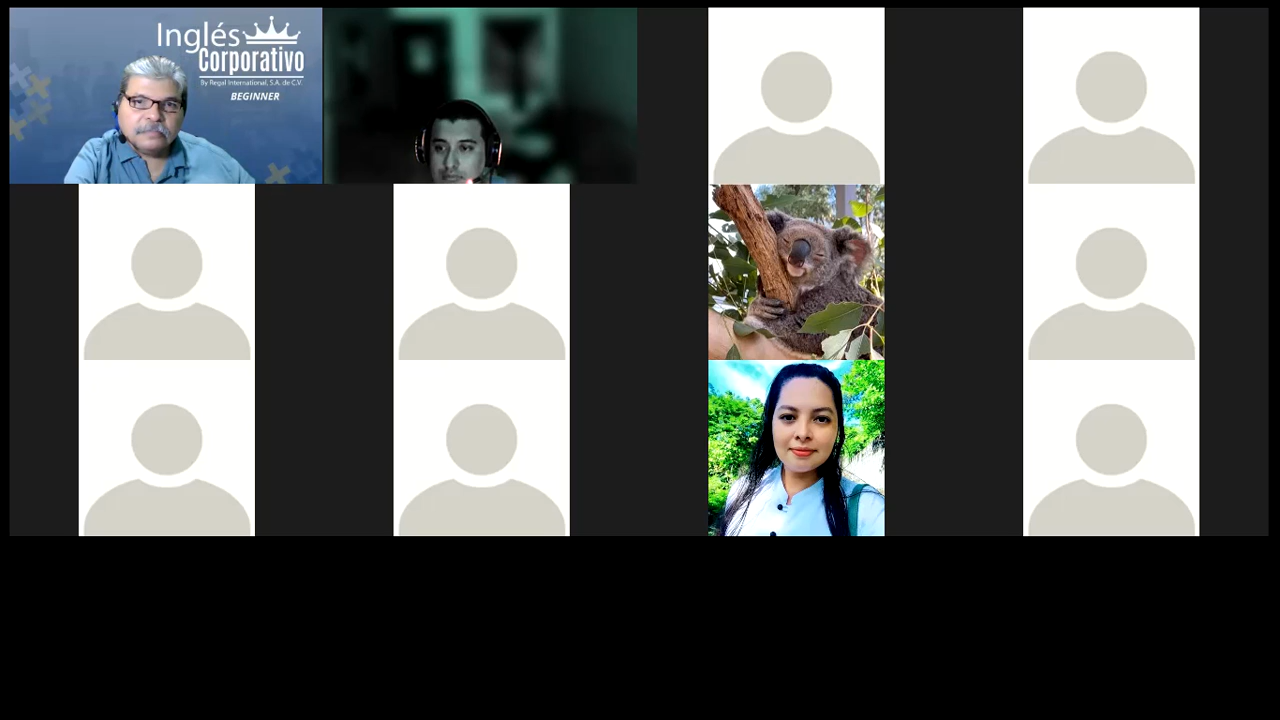 Inglés
Corporativo
By Regal International, S.A. de C.V.
BEGINNER